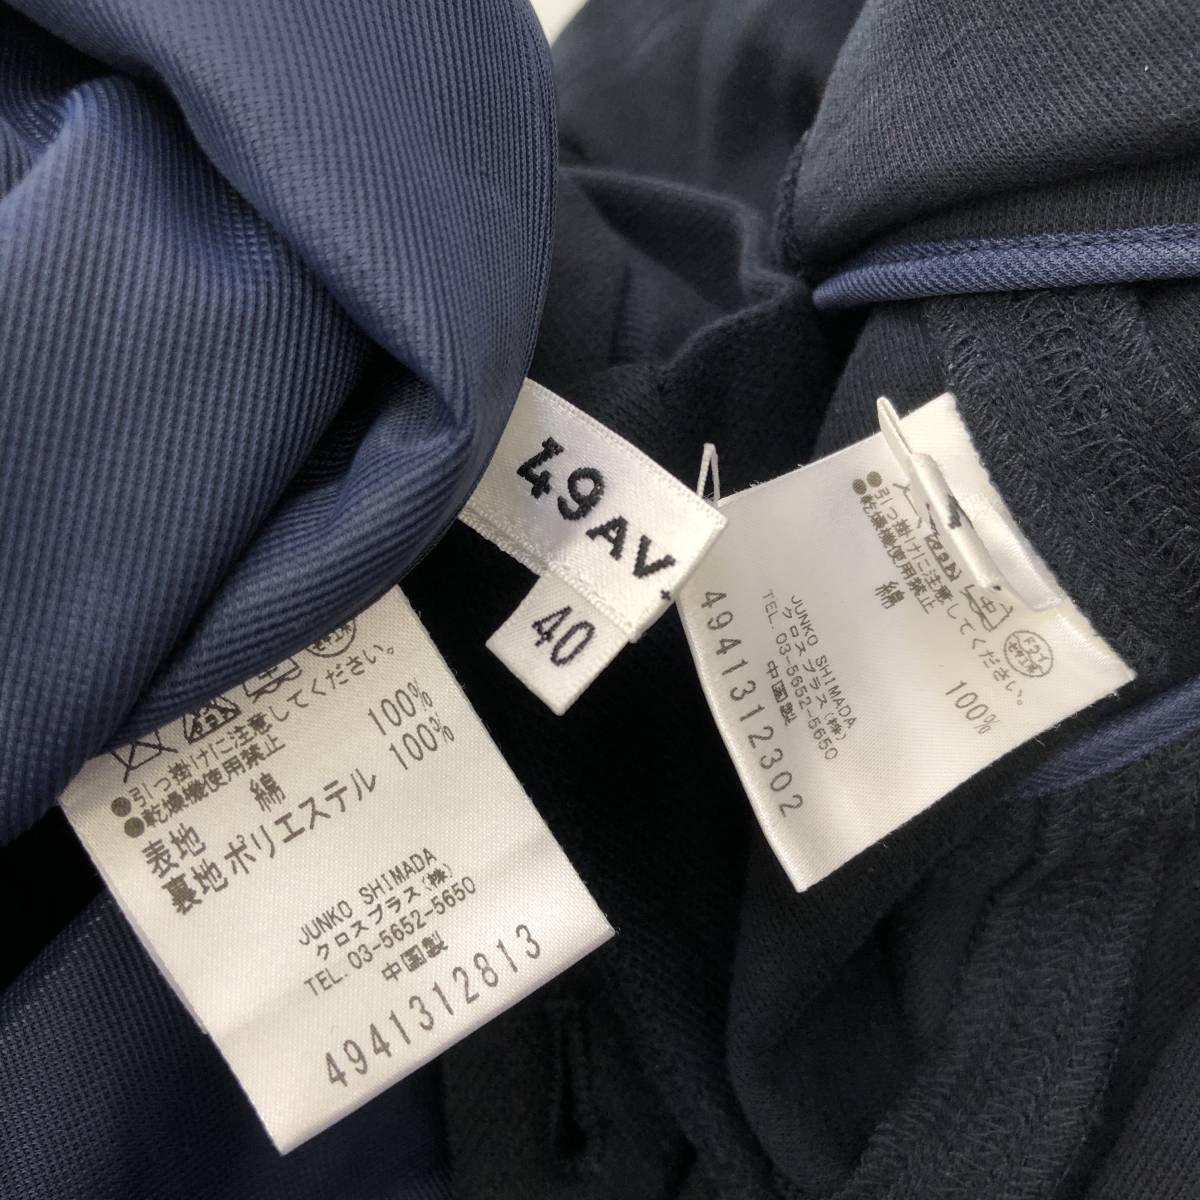 49AV.
40
セキユ系
●引っ掛けに注意してください。
●乾燥機使用禁止
表地 綿 100%
裏地 ポリエステル 100%
JUNKO SHIMADA
クロスプラス(株)
TEL.03-5652-5650
中国製
4941312813
●引っ掛けに注意してください。
●乾燥機使用禁止
綿 100%
JUNKO SHIMADA
クロスプラス(株)
TEL.03-5652-5650
中国製
4941312302